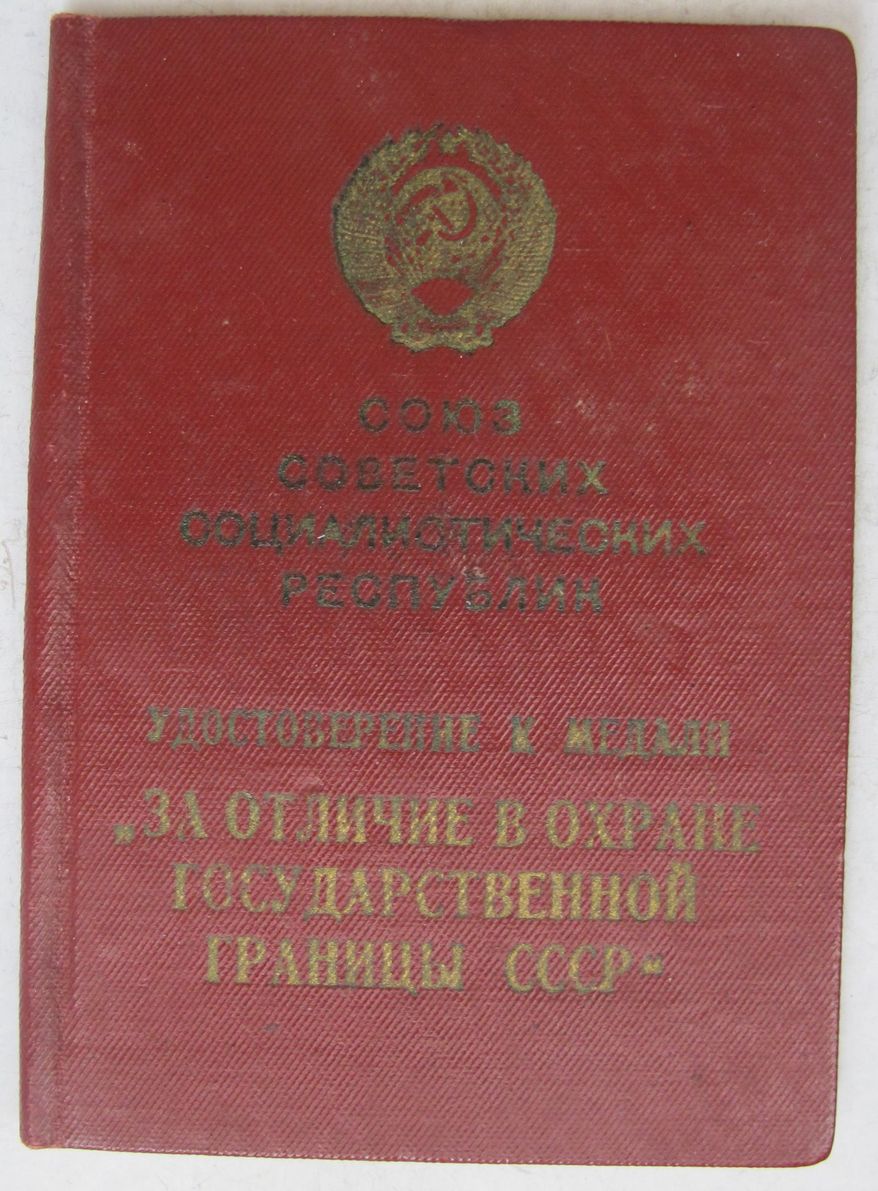 СОЮЗ
СОВЕТСКИХ
СОЦИАЛИСТИЧЕСКИХ
РЕСПУБЛИК
УДОСТОВЕРЕНИЕ К МЕДАЛИ
„ЗА ОТЛИЧИЕ В ОХРАНЕ
ГОСУДАРСТВЕННОЙ
ГРАНИЦЫ СССР“